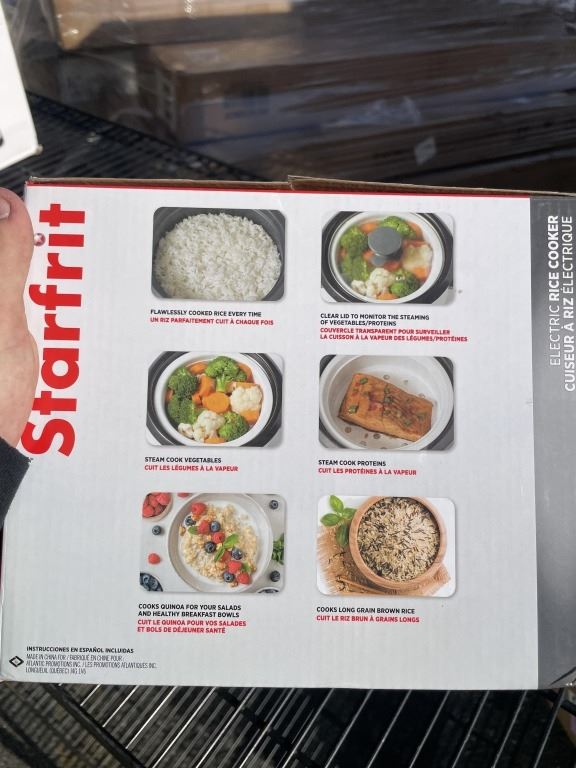 Starfrit
FLAWLESSLY COOKED RICE EVERY TIME
UN RIZ PARFAITEMENT CUIT À CHAQUE FOIS
CLEAR LID TO MONITOR THE STEAMING
OF VEGETABLES/PROTEINS
COUVERCLE TRANSPARENT POUR SURVEILLER
LA CUISSON À LA VAPEUR DES LÉGUMES/PROTÉINES
STEAM COOK VEGETABLES
CUIT LES LÉGUMES À LA VAPEUR
STEAM COOK PROTEINS
CUIT LES PROTÉINES À LA VAPEUR
COOKS QUINOA FOR YOUR SALADS
AND HEALTHY BREAKFAST BOWLS
CUIT LE QUINOA POUR VOS SALADES
ET BOLS DE DÉJEUNER SANTÉ
COOKS LONG GRAIN BROWN RICE
CUIT LE RIZ BRUN À GRAINS LONGS
INSTRUCCIONES EN ESPAÑOL INCLUIDAS
MADE IN CHINA FOR / FABRIQUÉ EN CHINE POUR :
ATLANTIC PROMOTIONS INC. / LES PROMOTIONS ATLANTIQUES INC.
LONGUEUIL (QUÉBEC) J4G 1V6
ELECTRIC RICE COOKER
CUISEUR À RIZ ÉLECTRIQUE